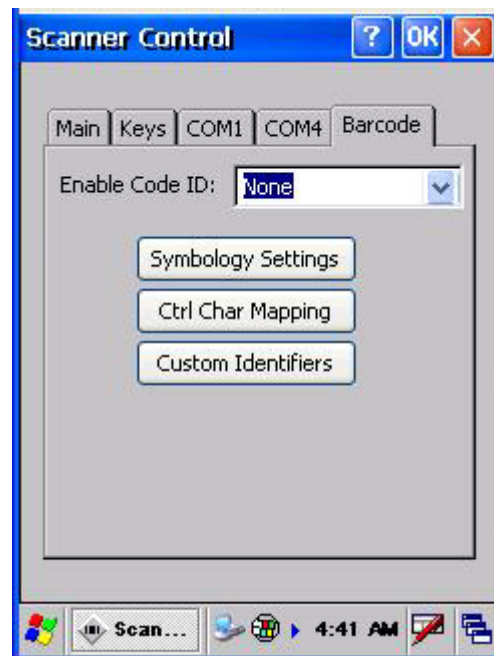 Scanner Control ? OK
Main Keys COM1 COM4 Barcode
Enable Code ID: None
Symbology Settings
Ctrl Char Mapping
Custom Identifiers
Scan... 4:41 AM